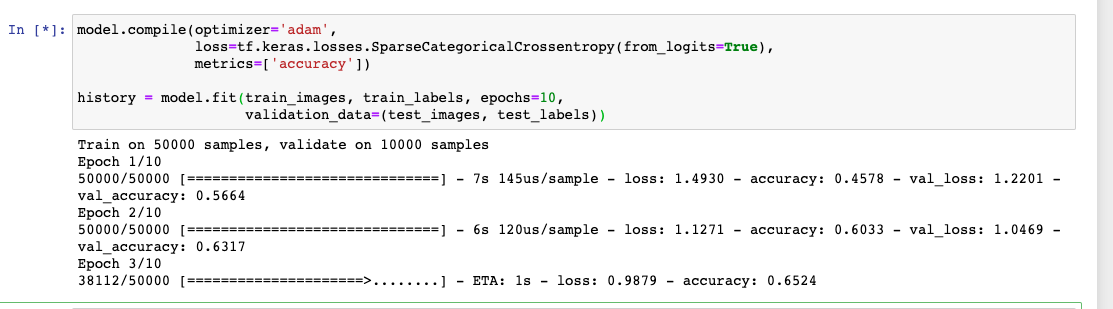 In [*]: model.compile(optimizer='adam',
loss=tf.keras.losses.SparseCategoricalCrossentropy(from_logits=True),
metrics=['accuracy'])
history = model.fit(train_images, train_labels, epochs=10,
validation_data=(test_images, test_labels))
Train on 50000 samples, validate on 10000 samples
Epoch 1/10
50000/50000 [==============================] - 7s 145us/sample - loss: 1.4930 - accuracy: 0.4578 - val_loss: 1.2201 -
val_accuracy: 0.5664
Epoch 2/10
50000/50000 [==============================] - 6s 120us/sample - loss: 1.1271 - accuracy: 0.6033 - val_loss: 1.0469 -
val_accuracy: 0.6317
Epoch 3/10
38112/50000 [=====================>........] - ETA: 1s - loss: 0.9879 - accuracy: 0.6524